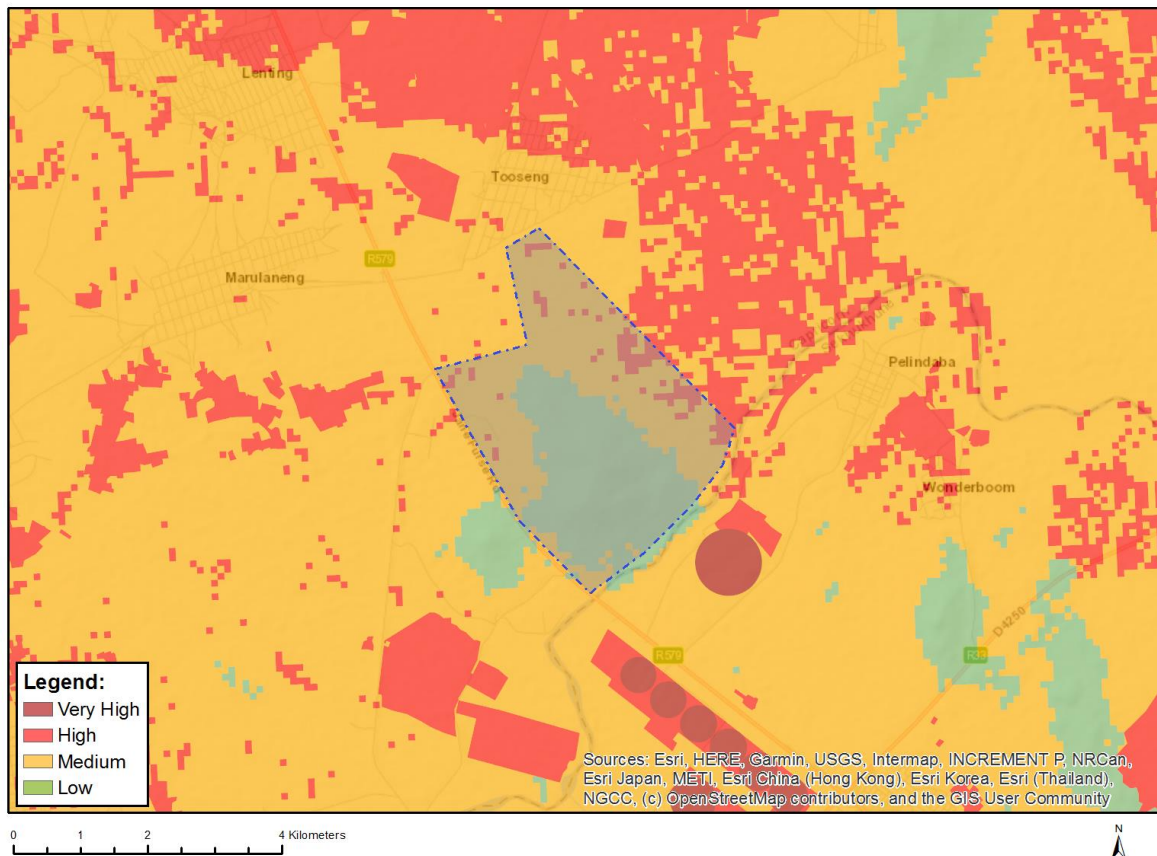 Lenting
Tooseng
R579
Marulaneng
Pelindaba
Wonderboom
D4250
R579
R33
Legend:
Very High
High
Medium
Low
Sources: Esri, HERE, Garmin, USGS, Intermap, INCREMENT P, NRCan,
Esri Japan, METI, Esri China (Hong Kong), Esri Korea, Esri (Thailand),
NGCC, (c) OpenStreetMap contributors, and the GIS User Community
0 1 2 4 Kilometers
N